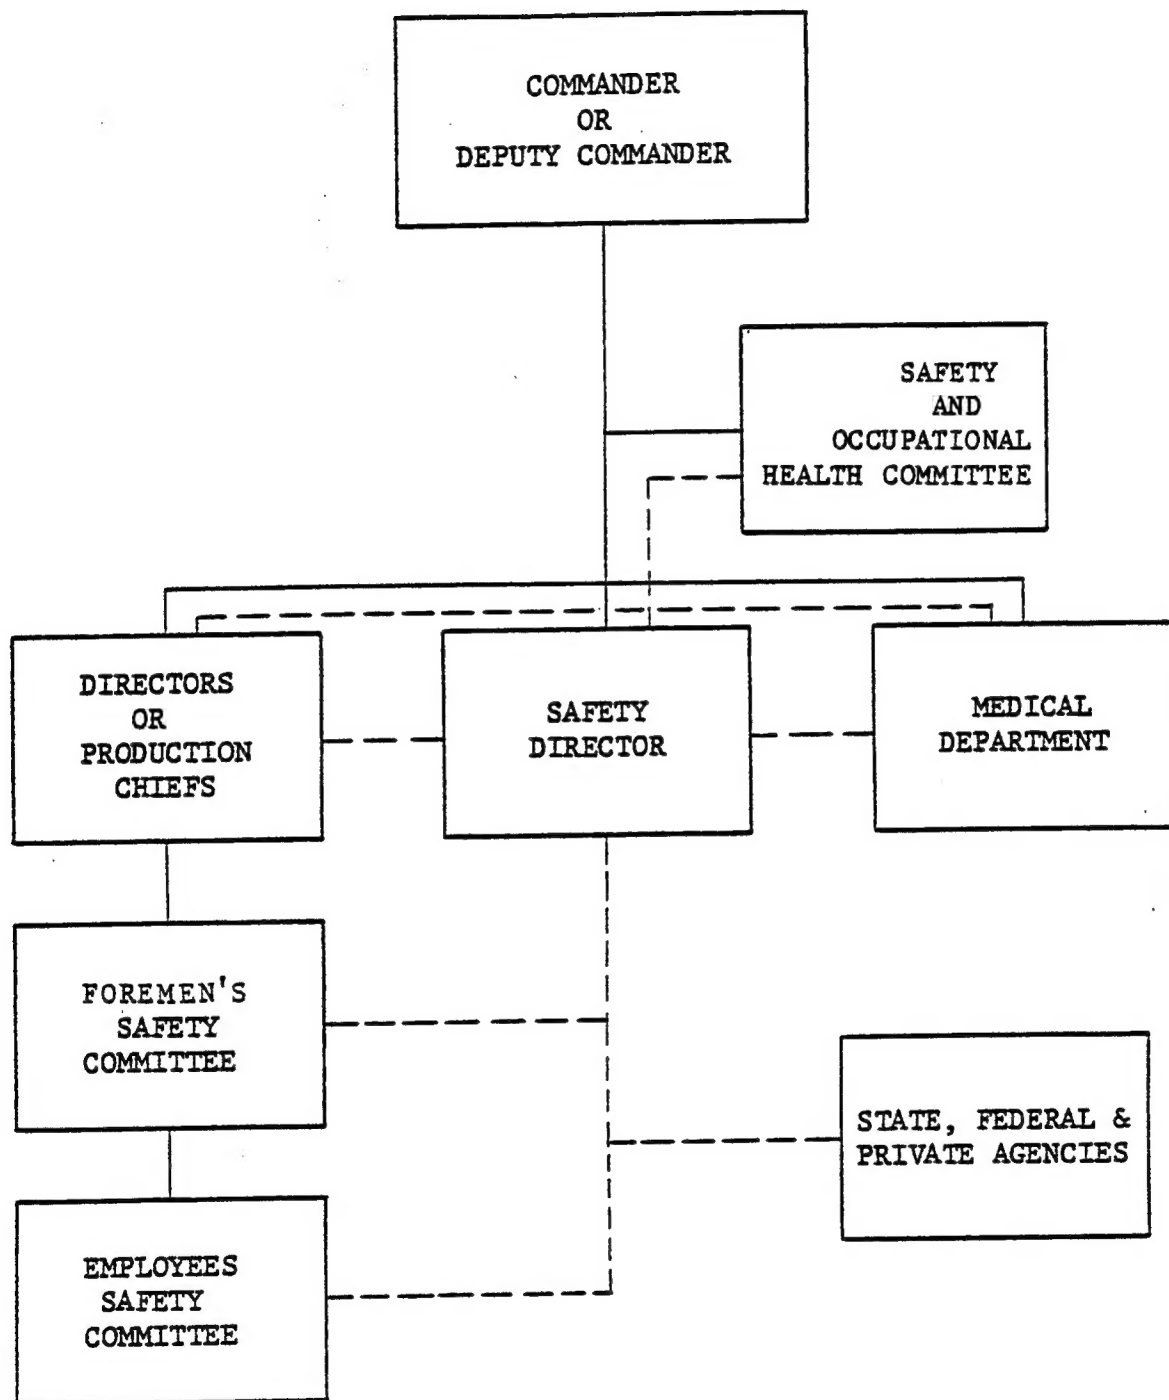 COMMANDER
OR
DEPUTY COMMANDER
SAFETY
AND
OCCUPATIONAL
HEALTH COMMITTEE
DIRECTORS
OR
PRODUCTION
CHIEFS
SAFETY
DIRECTOR
MEDICAL
DEPARTMENT
FOREMEN'S
SAFETY
COMMITTEE
STATE, FEDERAL &
PRIVATE AGENCIES
EMPLOYEES
SAFETY
COMMITTEE